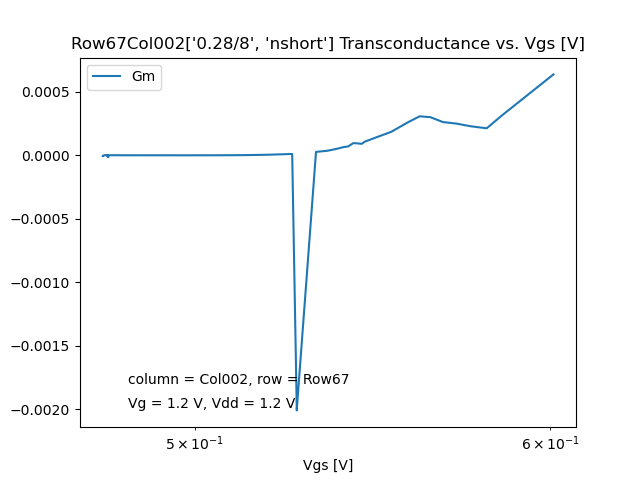 Row67Col002['0.28/8', 'nshort'] Transconductance vs. Vgs [V]
Gm
0.0005
0.0000
−0.0005
−0.0010
−0.0015
−0.0020
column = Col002, row = Row67
Vg = 1.2 V, Vdd = 1.2 V
5 × 10⁻¹
6 × 10⁻¹
Vgs [V]